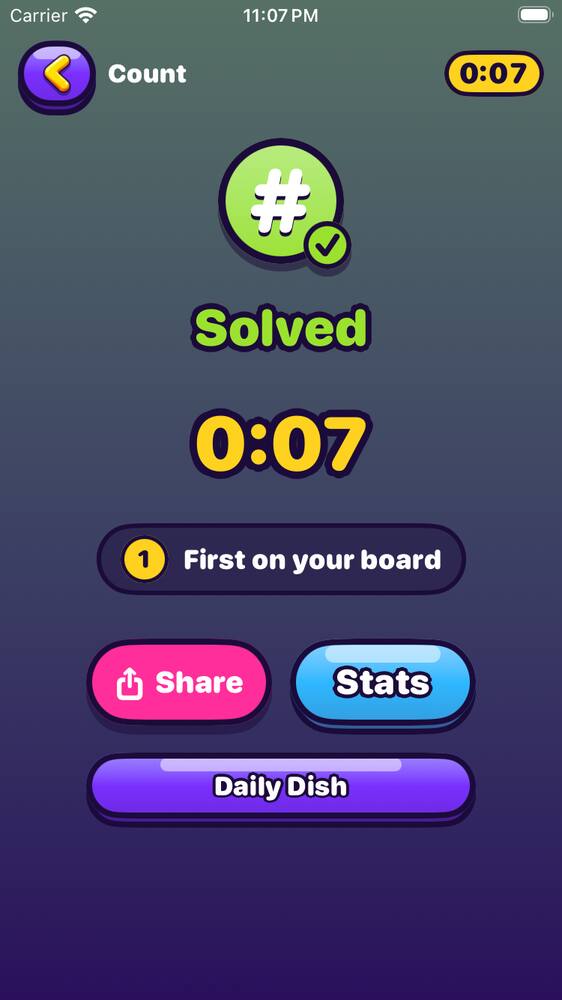 Carrier 11:07 PM
Count 0:07
#
Solved
0:07
1 First on your board
Share Stats
Daily Dish